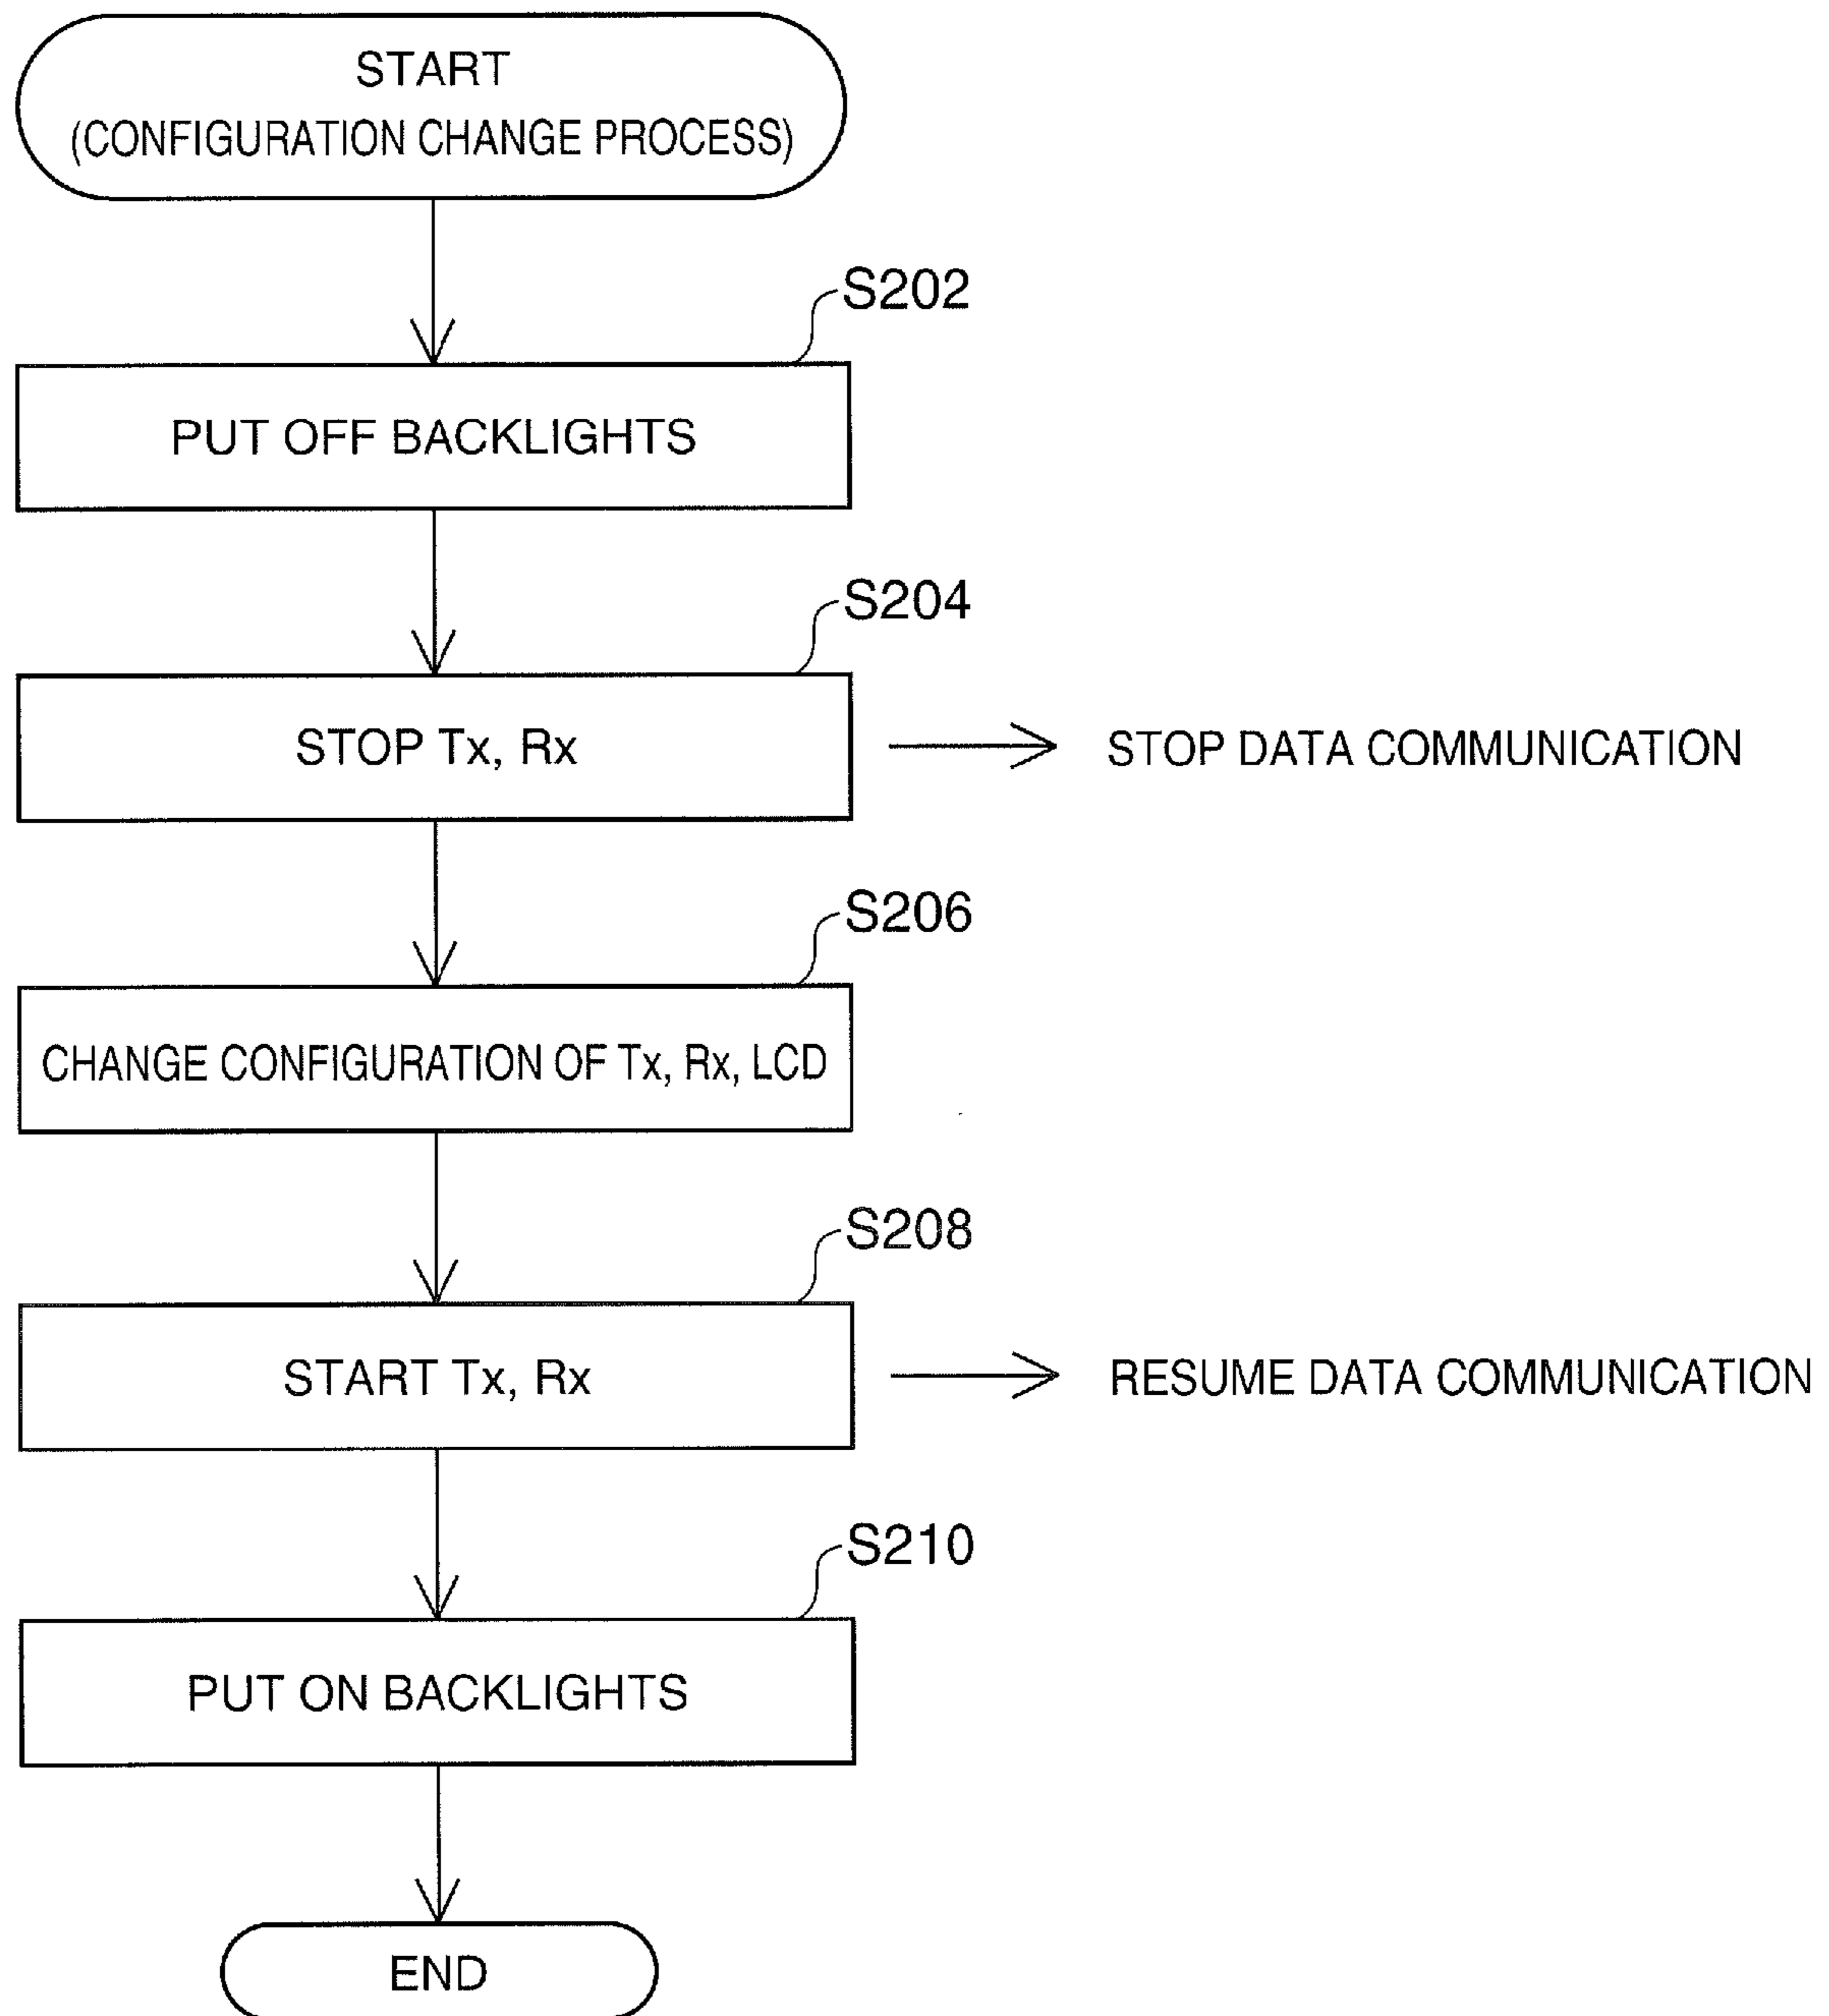 START
(CONFIGURATION CHANGE PROCESS)
S202
PUT OFF BACKLIGHTS
S204
STOP Tx, Rx
STOP DATA COMMUNICATION
S206
CHANGE CONFIGURATION OF Tx, Rx, LCD
S208
START Tx, Rx
RESUME DATA COMMUNICATION
S210
PUT ON BACKLIGHTS
END